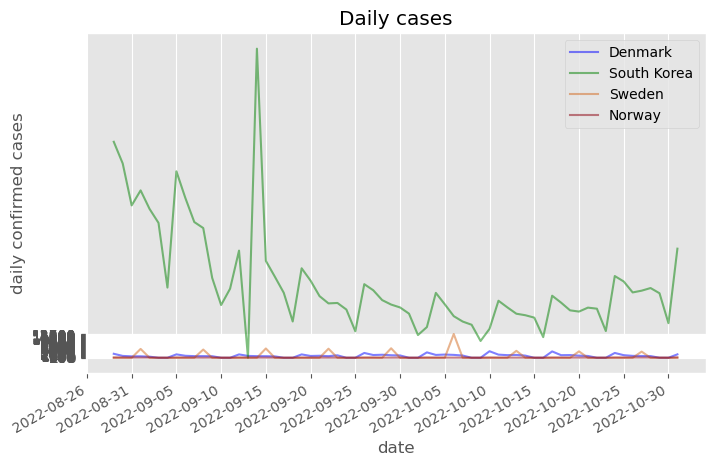 Daily cases
Denmark
South Korea
Sweden
Norway
daily confirmed cases
2022-08-26
2022-08-31
2022-09-05
2022-09-10
2022-09-15
2022-09-20
2022-09-25
2022-09-30
2022-10-05
2022-10-10
2022-10-15
2022-10-20
2022-10-25
2022-10-30
date